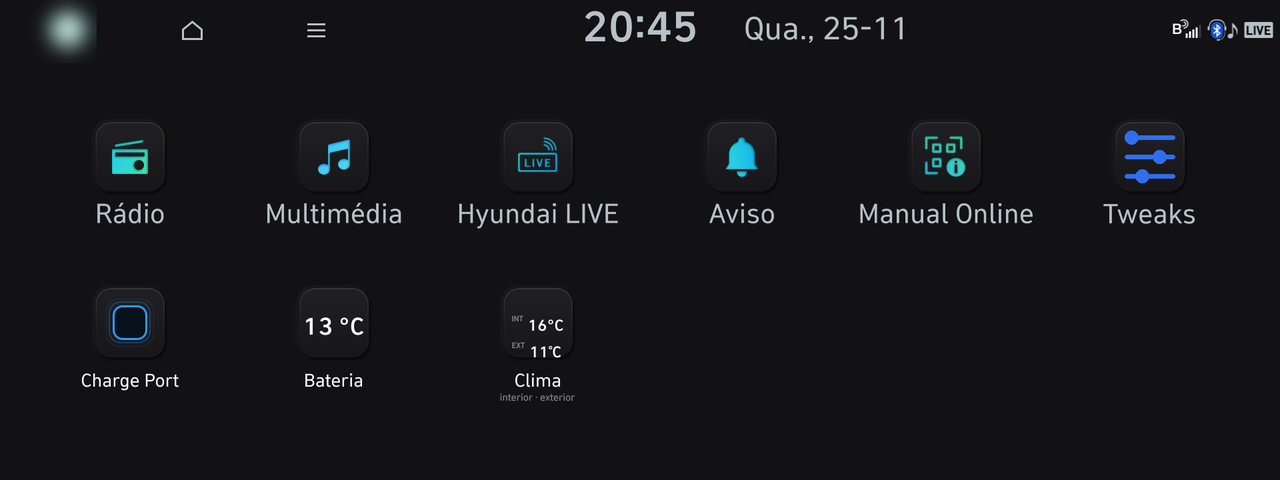 20:45 Qua., 25-11 B LIVE
LIVE
Rádio Multimédia Hyundai LIVE Aviso Manual Online Tweaks
13 °C
INT 16°C
EXT 11°C
Charge Port Bateria Clima
interior · exterior